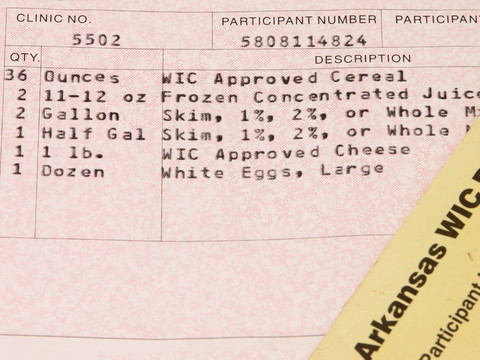 CLINIC NO. PARTICIPANT NUMBER PARTICIPANT
5502 5808114824
QTY. DESCRIPTION
36 Ounces WIC Approved Cereal
2 11-12 oz Frozen Concentrated Juice
2 Gallon Skim, 1%, 2%, or Whole
1 Half Gal Skim, 1%, 2%, or Whole
1 1 lb. WIC Approved Cheese
1 Dozen White Eggs, Large
Arkansas WIC
Participant